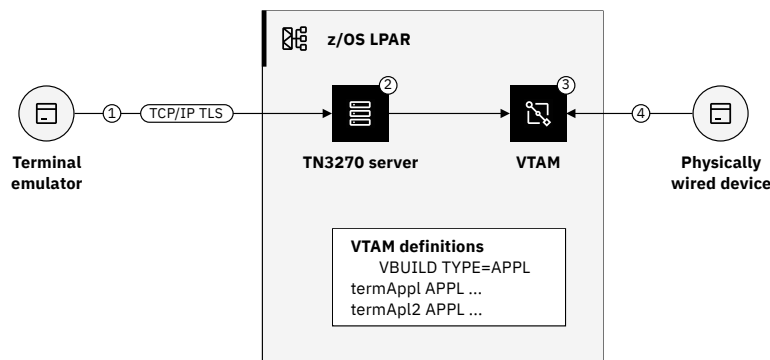 z/OS LPAR
2
3
1
TCP/IP TLS
4
Terminal
emulator
TN3270 server
VTAM
Physically
wired device
VTAM definitions
VBUILD TYPE=APPL
termAppl APPL ...
termApl2 APPL ...